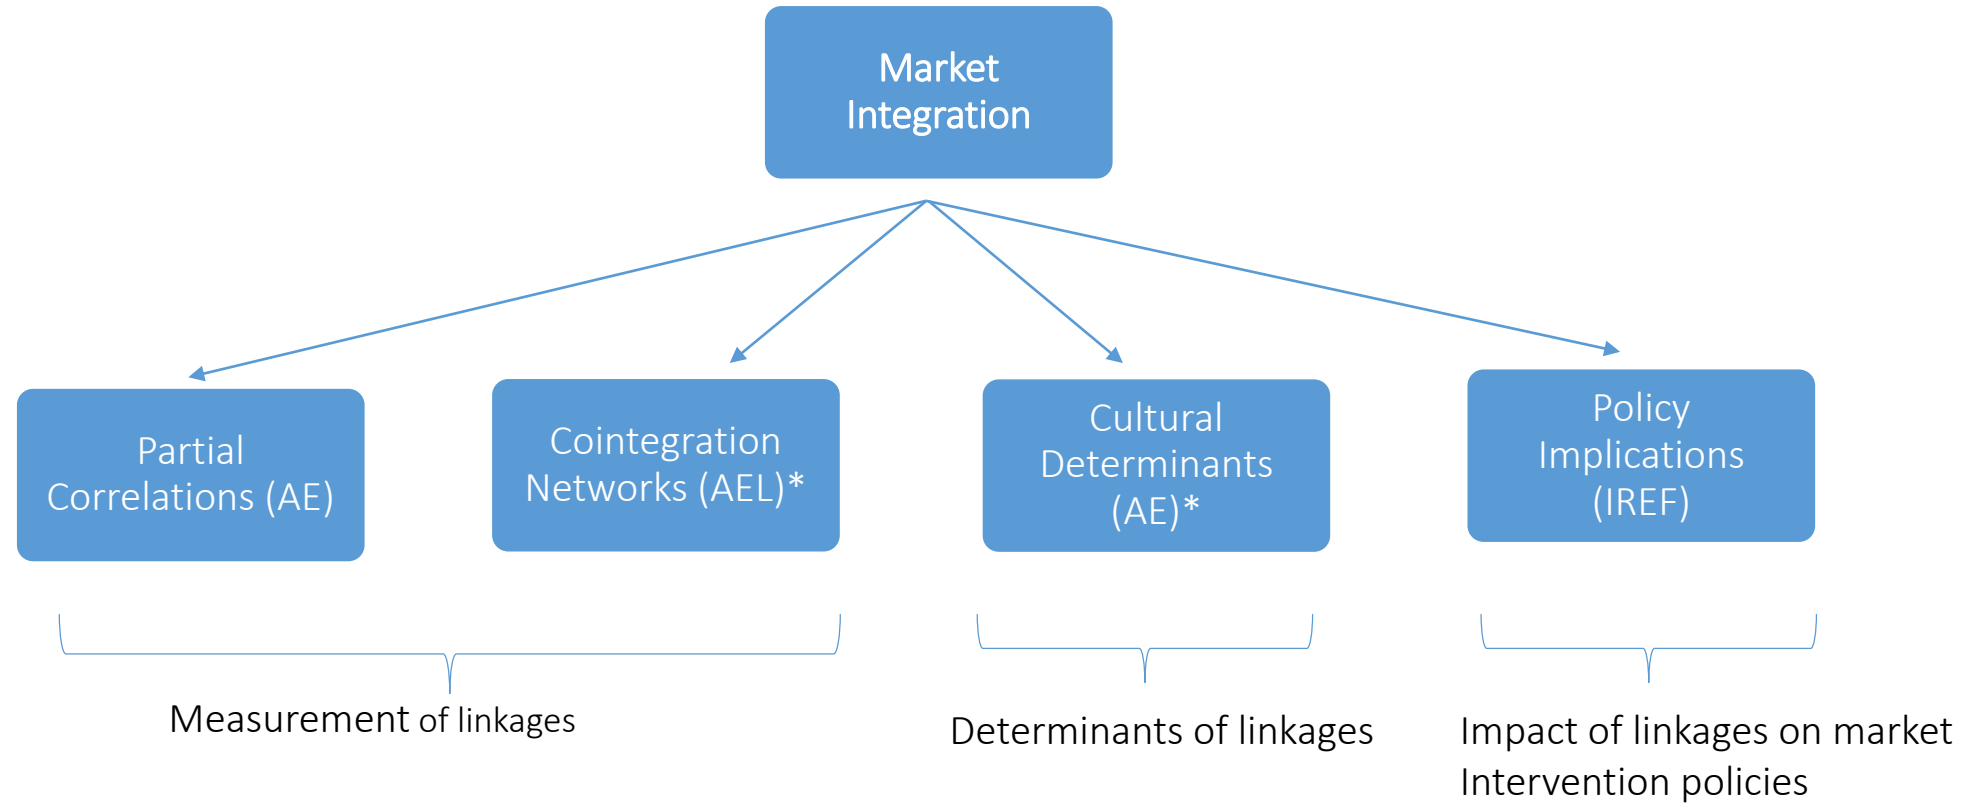 Market
Integration
Partial
Correlations (AE)
Cointegration
Networks (AEL)*
Cultural
Determinants
(AE)*
Policy
Implications
(IREF)
Measurement of linkages
Determinants of linkages
Impact of linkages on market
Intervention policies